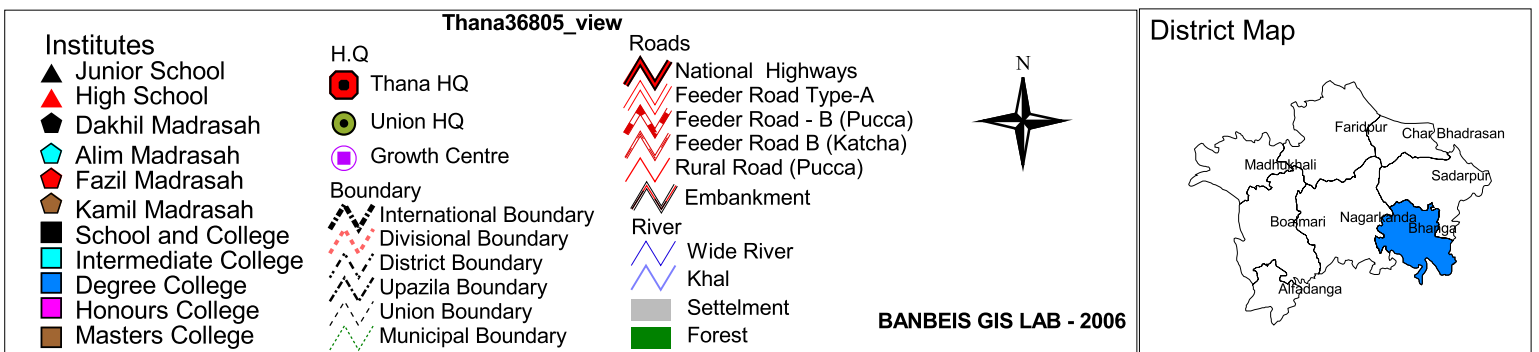 Thana36805_view
Institutes
Junior School
High School
Dakhil Madrasah
Alim Madrasah
Fazil Madrasah
Kamil Madrasah
School and College
Intermediate College
Degree College
Honours College
Masters College
H.Q
Thana HQ
Union HQ
Growth Centre
Boundary
International Boundary
Divisional Boundary
District Boundary
Upazila Boundary
Union Boundary
Municipal Boundary
Roads
National Highways
Feeder Road Type-A
Feeder Road - B (Pucca)
Feeder Road B (Katcha)
Rural Road (Pucca)
Embankment
River
Wide River
Khal
Settelment
Forest
N
BANBEIS GIS LAB - 2006
District Map
Faridpur
Char Bhadrasan
Madhukhali
Sadarpur
Boalmari
Nagarkanda
Bhanga
Alfadanga